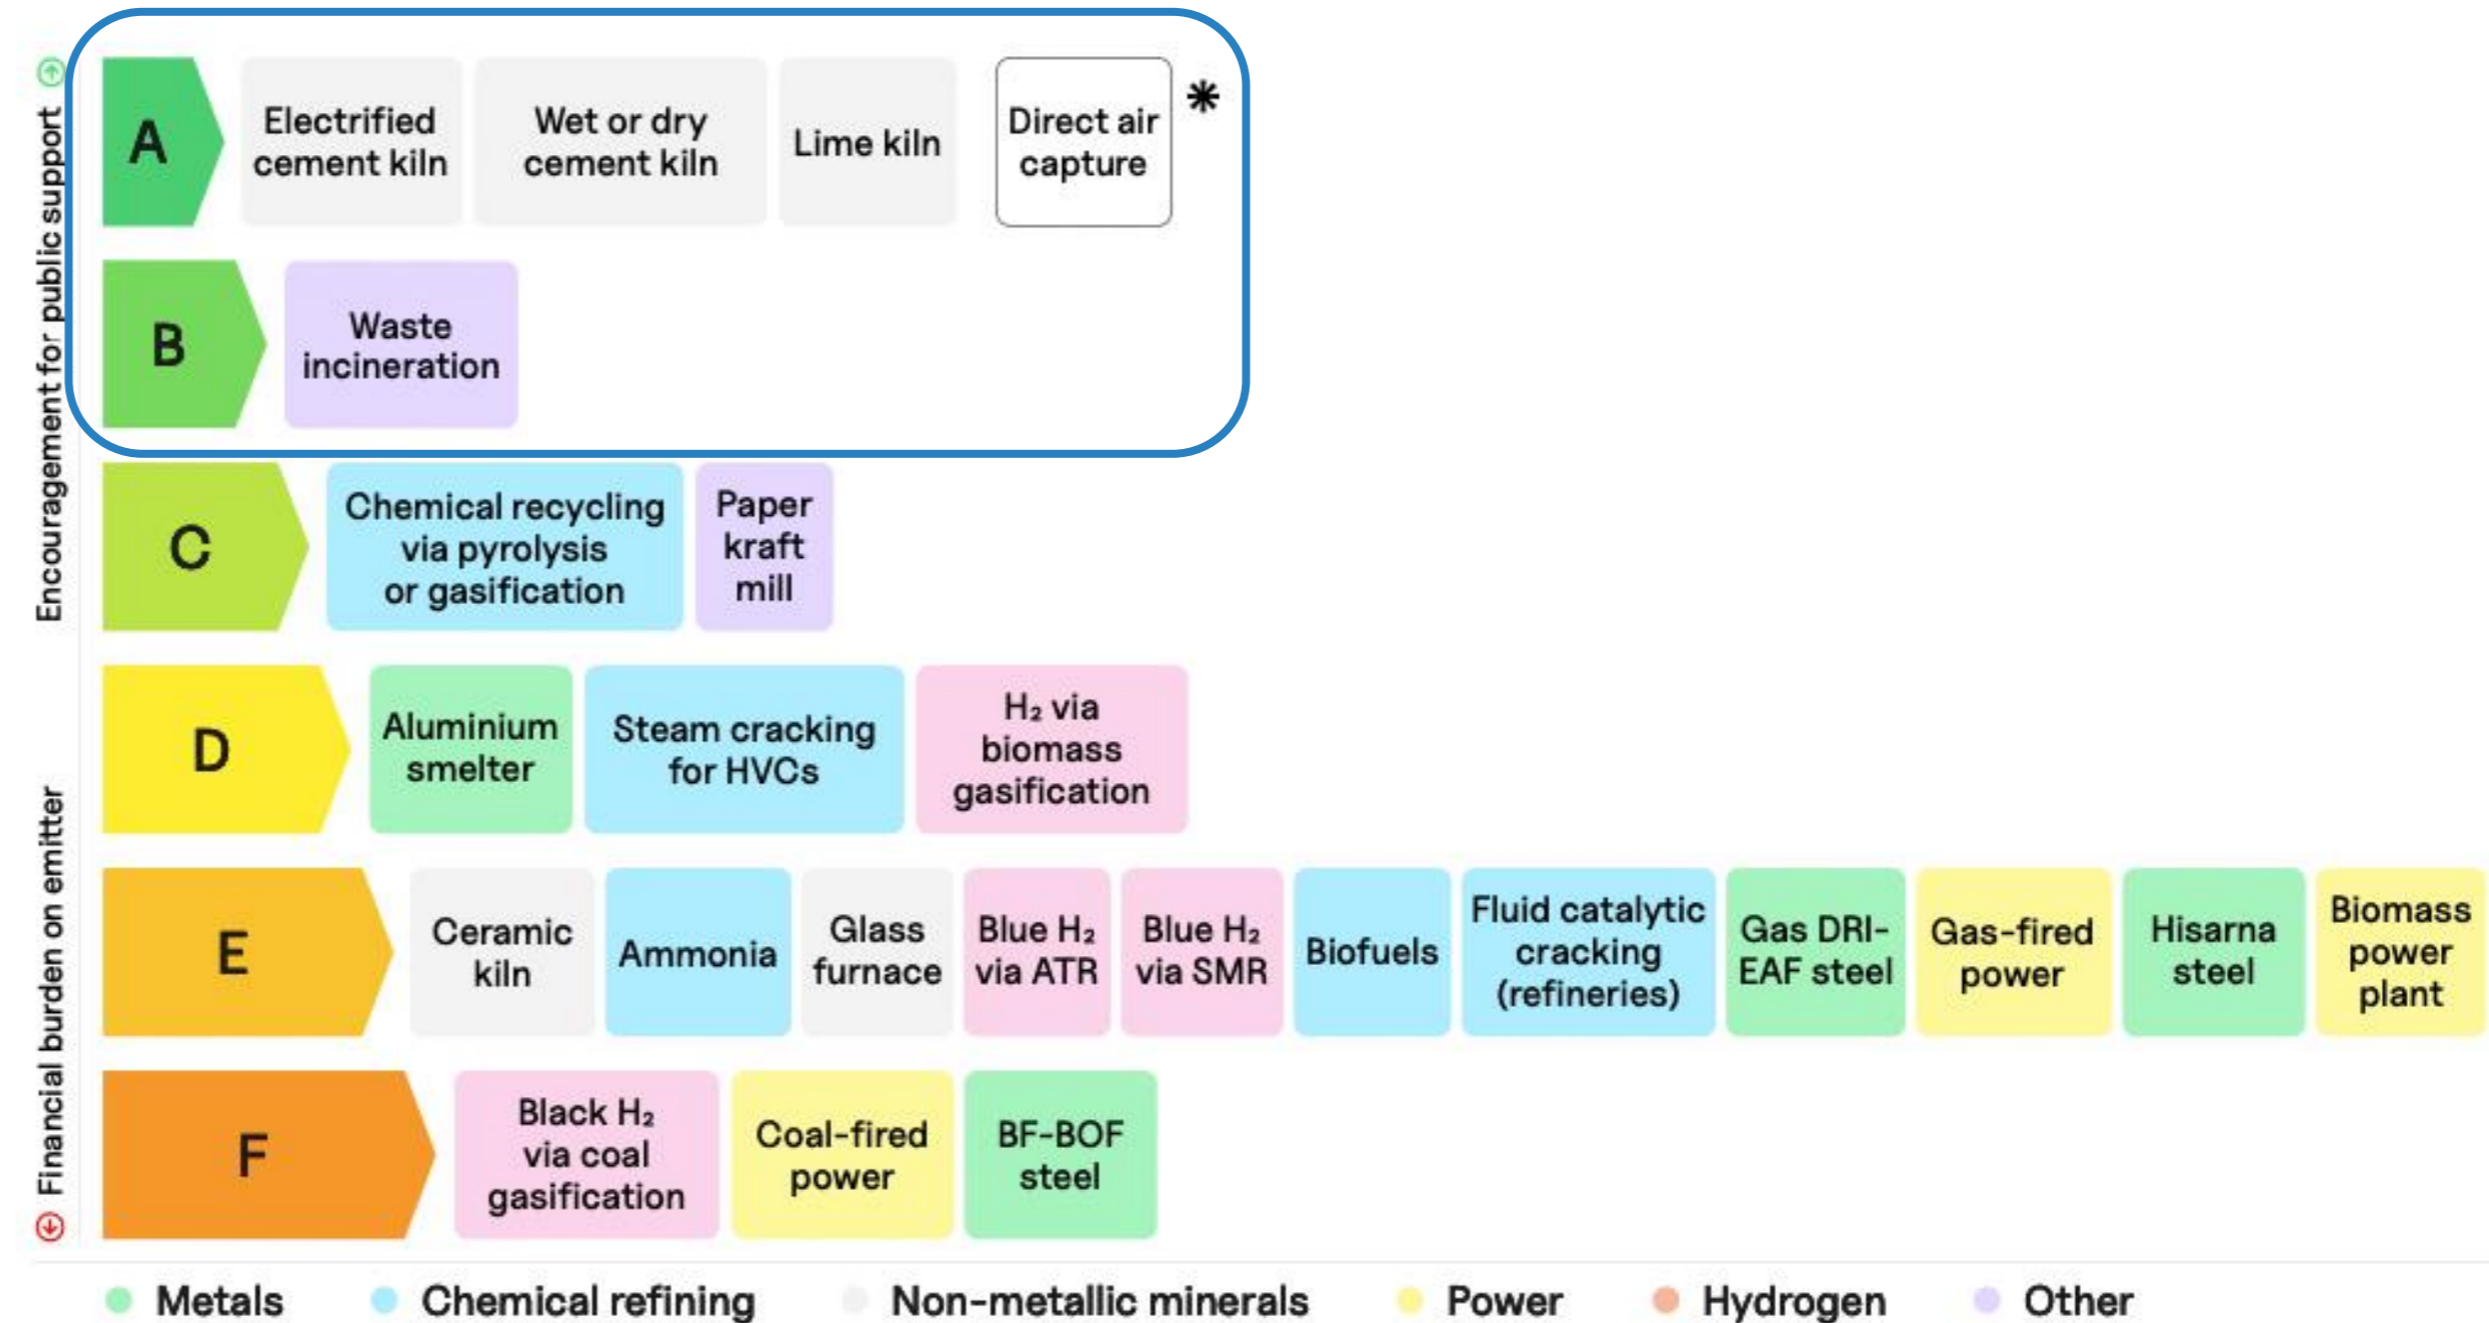 Encouragement for public support
Financial burden on emitter
A
Electrified
cement kiln
Wet or dry
cement kiln
Lime kiln
Direct air
capture
*
B
Waste
incineration
C
Chemical recycling
via pyrolysis
or gasification
Paper
kraft
mill
D
Aluminium
smelter
Steam cracking
for HVCs
H₂ via
biomass
gasification
E
Ceramic
kiln
Ammonia
Glass
furnace
Blue H₂
via ATR
Blue H₂
via SMR
Biofuels
Fluid catalytic
cracking
(refineries)
Gas DRI-
EAF steel
Gas-fired
power
Hisarna
steel
Biomass
power
plant
F
Black H₂
via coal
gasification
Coal-fired
power
BF-BOF
steel
Metals
Chemical refining
Non-metallic minerals
Power
Hydrogen
Other